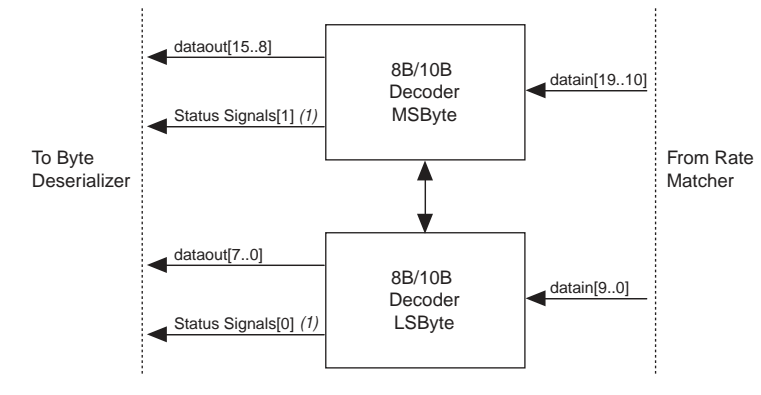 dataout[15..8]
8B/10B
Decoder
MSByte
datain[19..10]
Status Signals[1] (1)
To Byte
Deserializer
From Rate
Matcher
dataout[7..0]
8B/10B
Decoder
LSByte
datain[9..0]
Status Signals[0] (1)